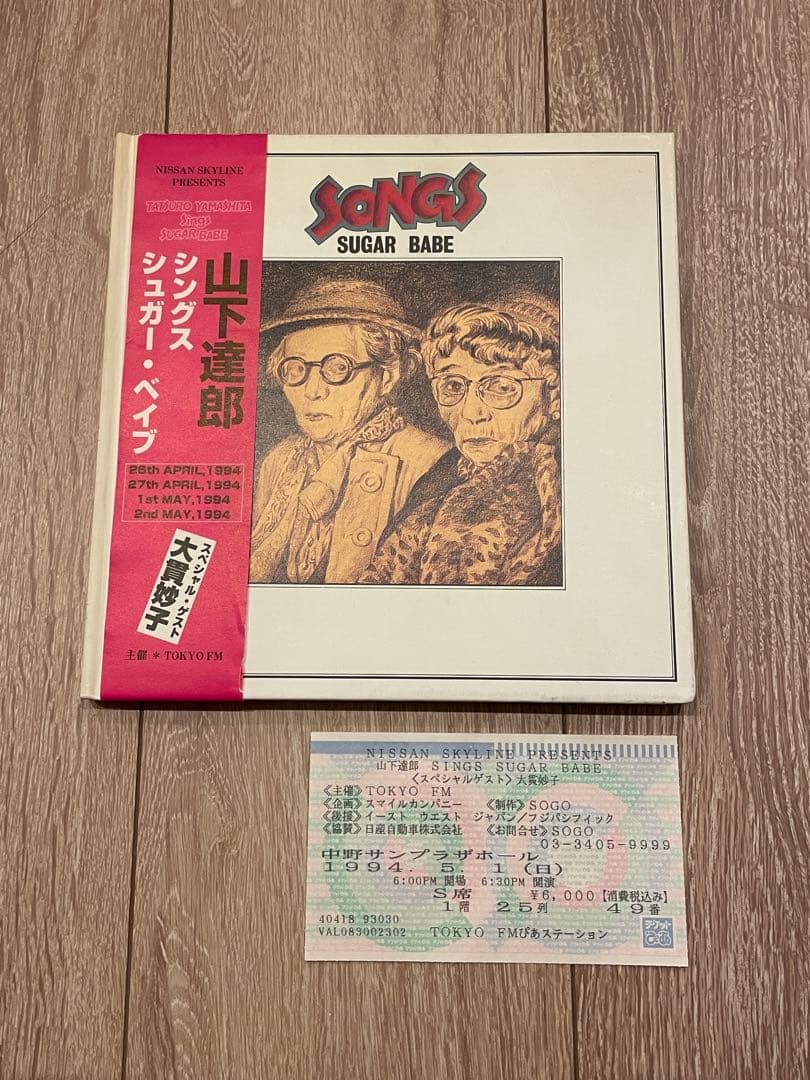 NISSAN SKYLINE
PRESENTS
TATSURO YAMASHITA
Sings
SUGAR BABE
山下達郎
シングス
シュガー・ベイブ
26th APRIL,1994
27th APRIL,1994
1st MAY,1994
2nd MAY,1994
スペシャル・ゲスト
大貫妙子
主催 * TOKYO FM
SONGS
SUGAR BABE
NISSAN SKYLINE PRESENTS
山下達郎 SINGS SUGAR BABE
〈スペシャルゲスト〉大貫妙子
《主催》TOKYO FM
《企画》スマイルカンパニー 《制作》SOGO
《後援》イースト ウエスト ジャパン/フジパシフィック
《協賛》日産自動車株式会社 《お問合せ》SOGO
03-3405-9999
中野サンプラザホール
1994. 5. 1(日)
6:00PM 開場 6:30PM 開演
S席 ¥6,000【消費税込み】
1階 25列 49番
40418 93030
VAL083002302 TOKYO FMぴあステーション
チケット
ぴあ